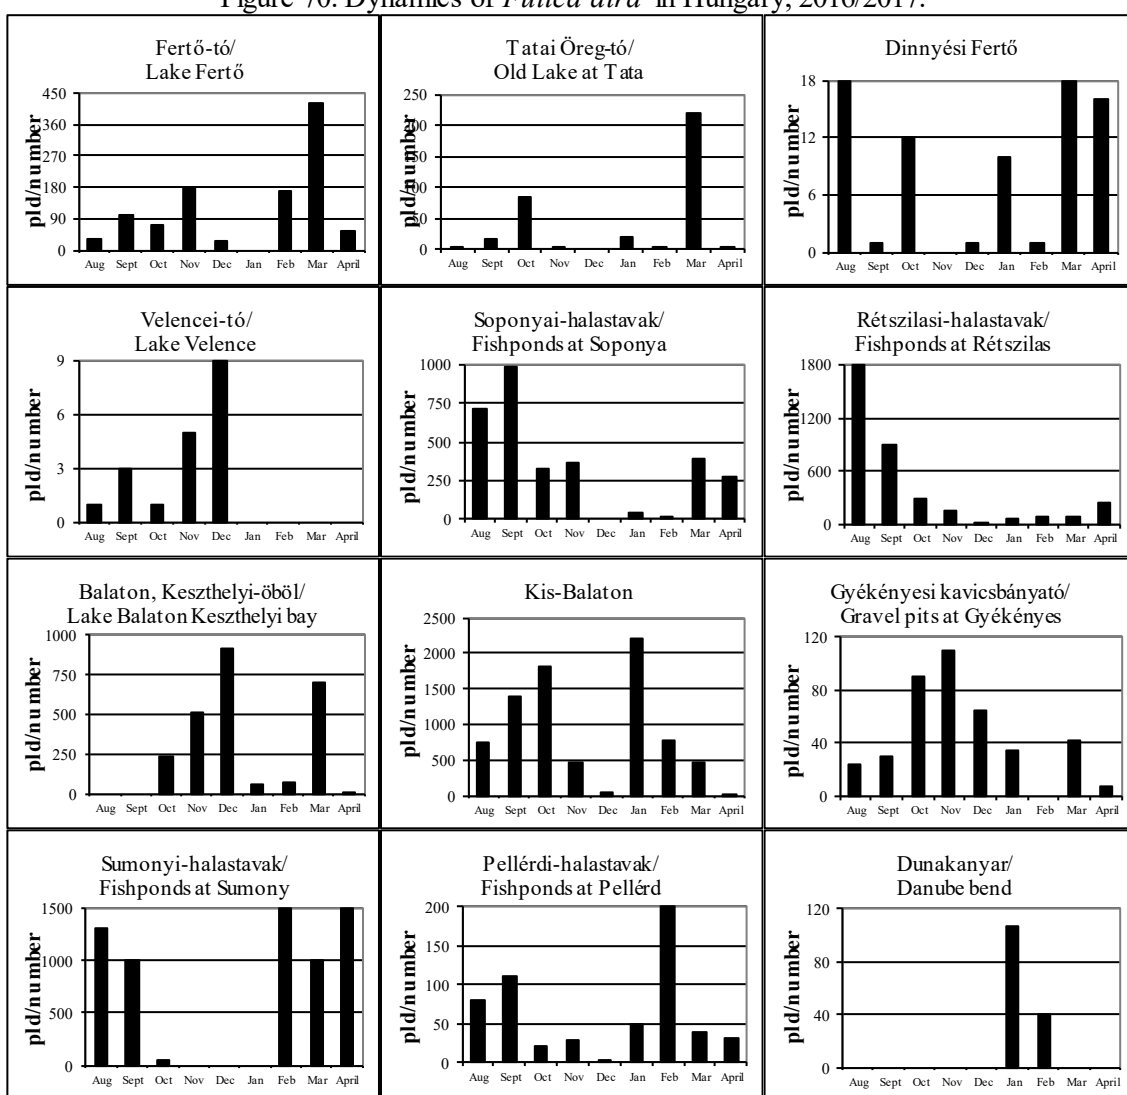 Figure 70. Dynamics of Fulica atra in Hungary, 2016/2017.
Fertő-tó/
Lake Fertő
pld/number
450
360
270
180
90
0
Aug Sept Oct Nov Dec Jan Feb Mar April
Tatai Öreg-tó/
Old Lake at Tata
pld/number
250
200
150
100
50
0
Aug Sept Oct Nov Dec Jan Feb Mar April
Dinnyési Fertő
pld/number
18
12
6
0
Aug Sept Oct Nov Dec Jan Feb Mar April
Velencei-tó/
Lake Velence
pld/number
9
6
3
0
Aug Sept Oct Nov Dec Jan Feb Mar April
Soponyai-halastavak/
Fishponds at Soponya
pld/number
1000
750
500
250
0
Aug Sept Oct Nov Dec Jan Feb Mar April
Rétszilasi-halastavak/
Fishponds at Rétszilas
pld/number
1800
1200
600
0
Aug Sept Oct Nov Dec Jan Feb Mar April
Balaton, Keszthelyi-öböl/
Lake Balaton Keszthelyi bay
pld/number
1000
750
500
250
0
Aug Sept Oct Nov Dec Jan Feb Mar April
Kis-Balaton
pld/number
2500
2000
1500
1000
500
0
Aug Sept Oct Nov Dec Jan Feb Mar April
Gyékényesi kavicsbányató/
Gravel pits at Gyékényes
pld/number
120
80
40
0
Aug Sept Oct Nov Dec Jan Feb Mar April
Sumonyi-halastavak/
Fishponds at Sumony
pld/number
1500
1000
500
0
Aug Sept Oct Nov Dec Jan Feb Mar April
Pellérdi-halastavak/
Fishponds at Pellérd
pld/number
200
150
100
50
0
Aug Sept Oct Nov Dec Jan Feb Mar April
Dunakanyar/
Danube bend
pld/number
120
80
40
0
Aug Sept Oct Nov Dec Jan Feb Mar April